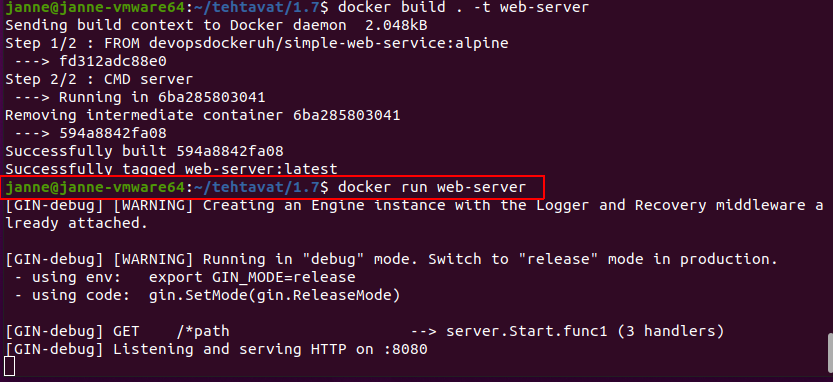 janne@janne-vmware64:~/tehtavat/1.7$ docker build . -t web-server
Sending build context to Docker daemon  2.048kB
Step 1/2 : FROM devopsdockeruh/simple-web-service:alpine
 ---> fd312adc88e0
Step 2/2 : CMD server
 ---> Running in 6ba285803041
Removing intermediate container 6ba285803041
 ---> 594a8842fa08
Successfully built 594a8842fa08
Successfully tagged web-server:latest
janne@janne-vmware64:~/tehtavat/1.7$ docker run web-server
[GIN-debug] [WARNING] Creating an Engine instance with the Logger and Recovery middleware a
lready attached.
[GIN-debug] [WARNING] Running in "debug" mode. Switch to "release" mode in production.
 - using env:   export GIN_MODE=release
 - using code:  gin.SetMode(gin.ReleaseMode)
[GIN-debug] GET    /*path                    --> server.Start.func1 (3 handlers)
[GIN-debug] Listening and serving HTTP on :8080